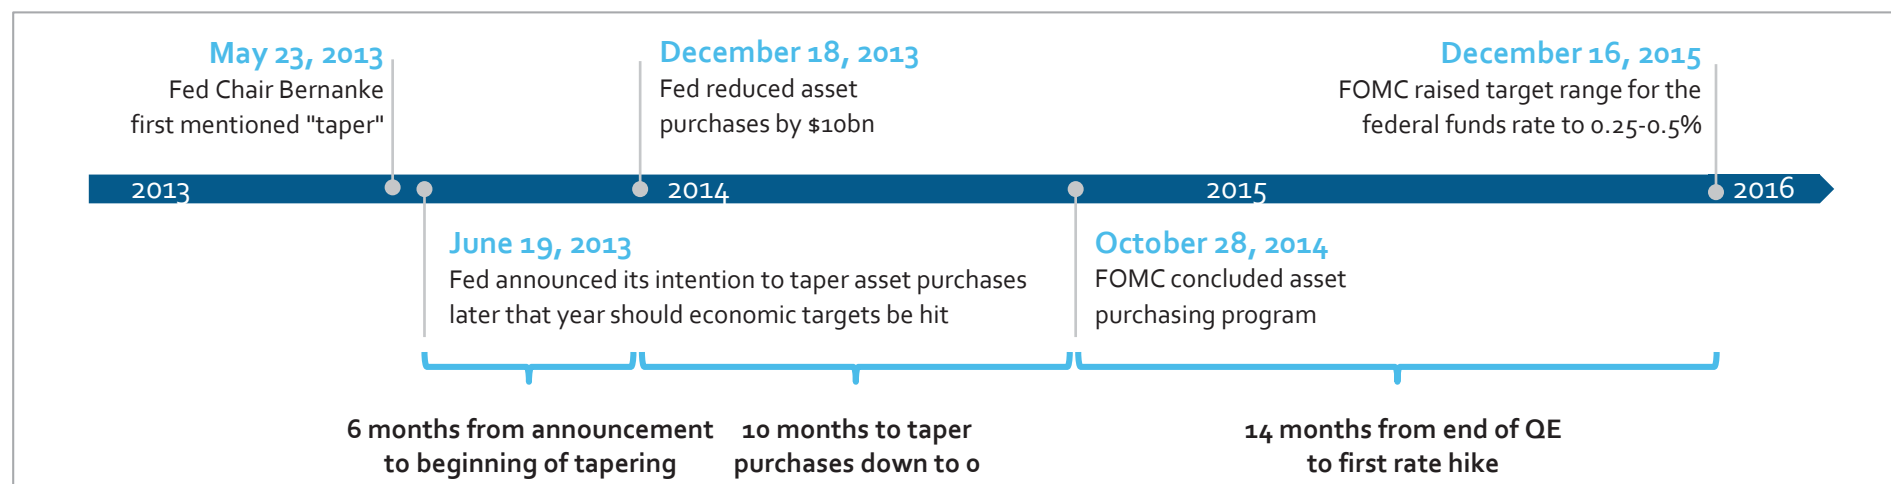 May 23, 2013
Fed Chair Bernanke
first mentioned "taper"
December 18, 2013
Fed reduced asset
purchases by $10bn
December 16, 2015
FOMC raised target range for the
federal funds rate to 0.25-0.5%
2013
2014
2015
2016
June 19, 2013
Fed announced its intention to taper asset purchases
later that year should economic targets be hit
October 28, 2014
FOMC concluded asset
purchasing program
6 months from announcement
to beginning of tapering
10 months to taper
purchases down to 0
14 months from end of QE
to first rate hike